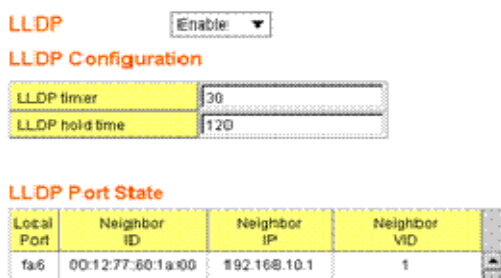 LLDP Enable
LLDP Configuration
LLDP timer 30
LLDP hold time 120
LLDP Port State
Local Port Neighbor ID Neighbor IP Neighbor VID
fa6 00:12:77:60:1a:00 192.168.10.1 1